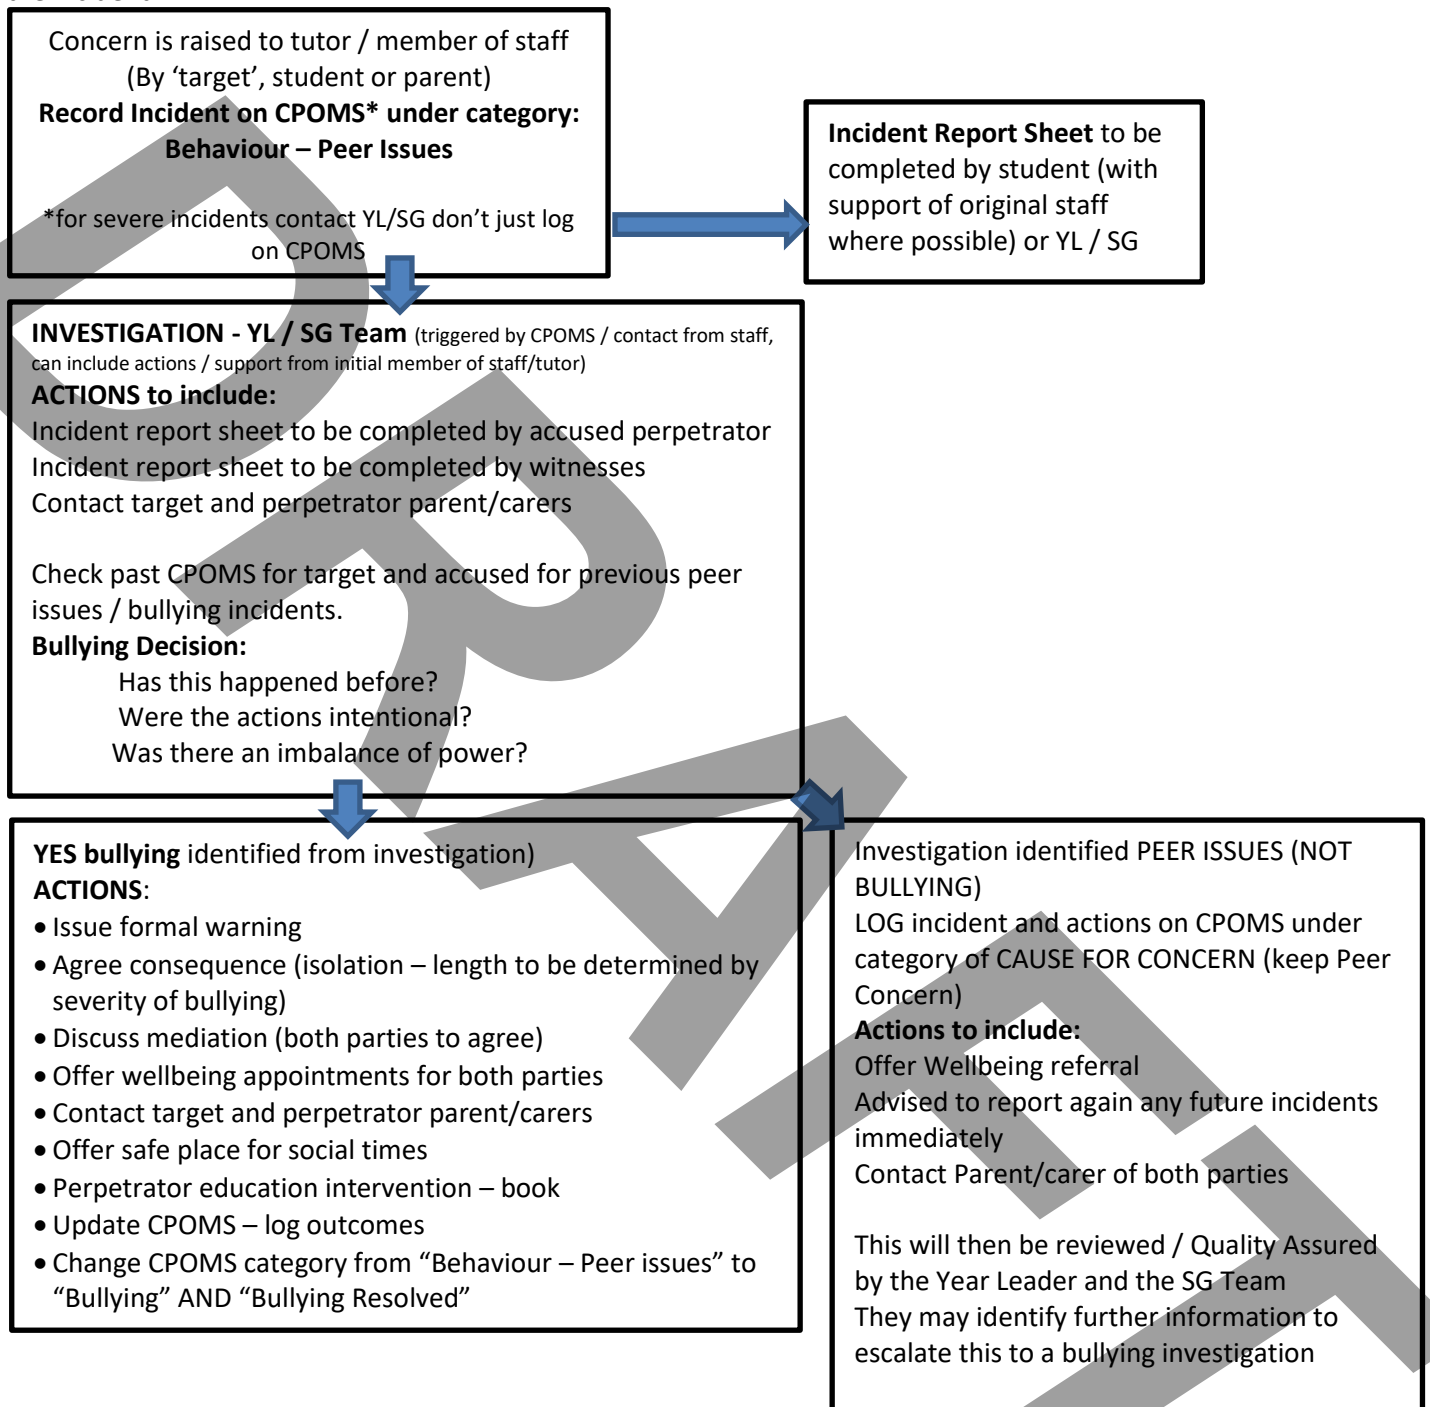 Concern is raised to tutor / member of staff
(By ‘target’, student or parent)
Record Incident on CPOMS* under category:
Behaviour – Peer Issues
*for severe incidents contact YL/SG don’t just log
on CPOMS
Incident Report Sheet to be
completed by student (with
support of original staff
where possible) or YL / SG
INVESTIGATION - YL / SG Team (triggered by CPOMS / contact from staff,
can include actions / support from initial member of staff/tutor)
ACTIONS to include:
Incident report sheet to be completed by accused perpetrator
Incident report sheet to be completed by witnesses
Contact target and perpetrator parent/carers
Check past CPOMS for target and accused for previous peer
issues / bullying incidents.
Bullying Decision:
Has this happened before?
Were the actions intentional?
Was there an imbalance of power?
YES bullying identified from investigation)
ACTIONS:
• Issue formal warning
• Agree consequence (isolation – length to be determined by
severity of bullying)
• Discuss mediation (both parties to agree)
• Offer wellbeing appointments for both parties
• Contact target and perpetrator parent/carers
• Offer safe place for social times
• Perpetrator education intervention – book
• Update CPOMS – log outcomes
• Change CPOMS category from “Behaviour – Peer issues” to
“Bullying” AND “Bullying Resolved”
Investigation identified PEER ISSUES (NOT
BULLYING)
LOG incident and actions on CPOMS under
category of CAUSE FOR CONCERN (keep Peer
Concern)
Actions to include:
Offer Wellbeing referral
Advised to report again any future incidents
immediately
Contact Parent/carer of both parties
This will then be reviewed / Quality Assured
by the Year Leader and the SG Team
They may identify further information to
escalate this to a bullying investigation
DRAFT